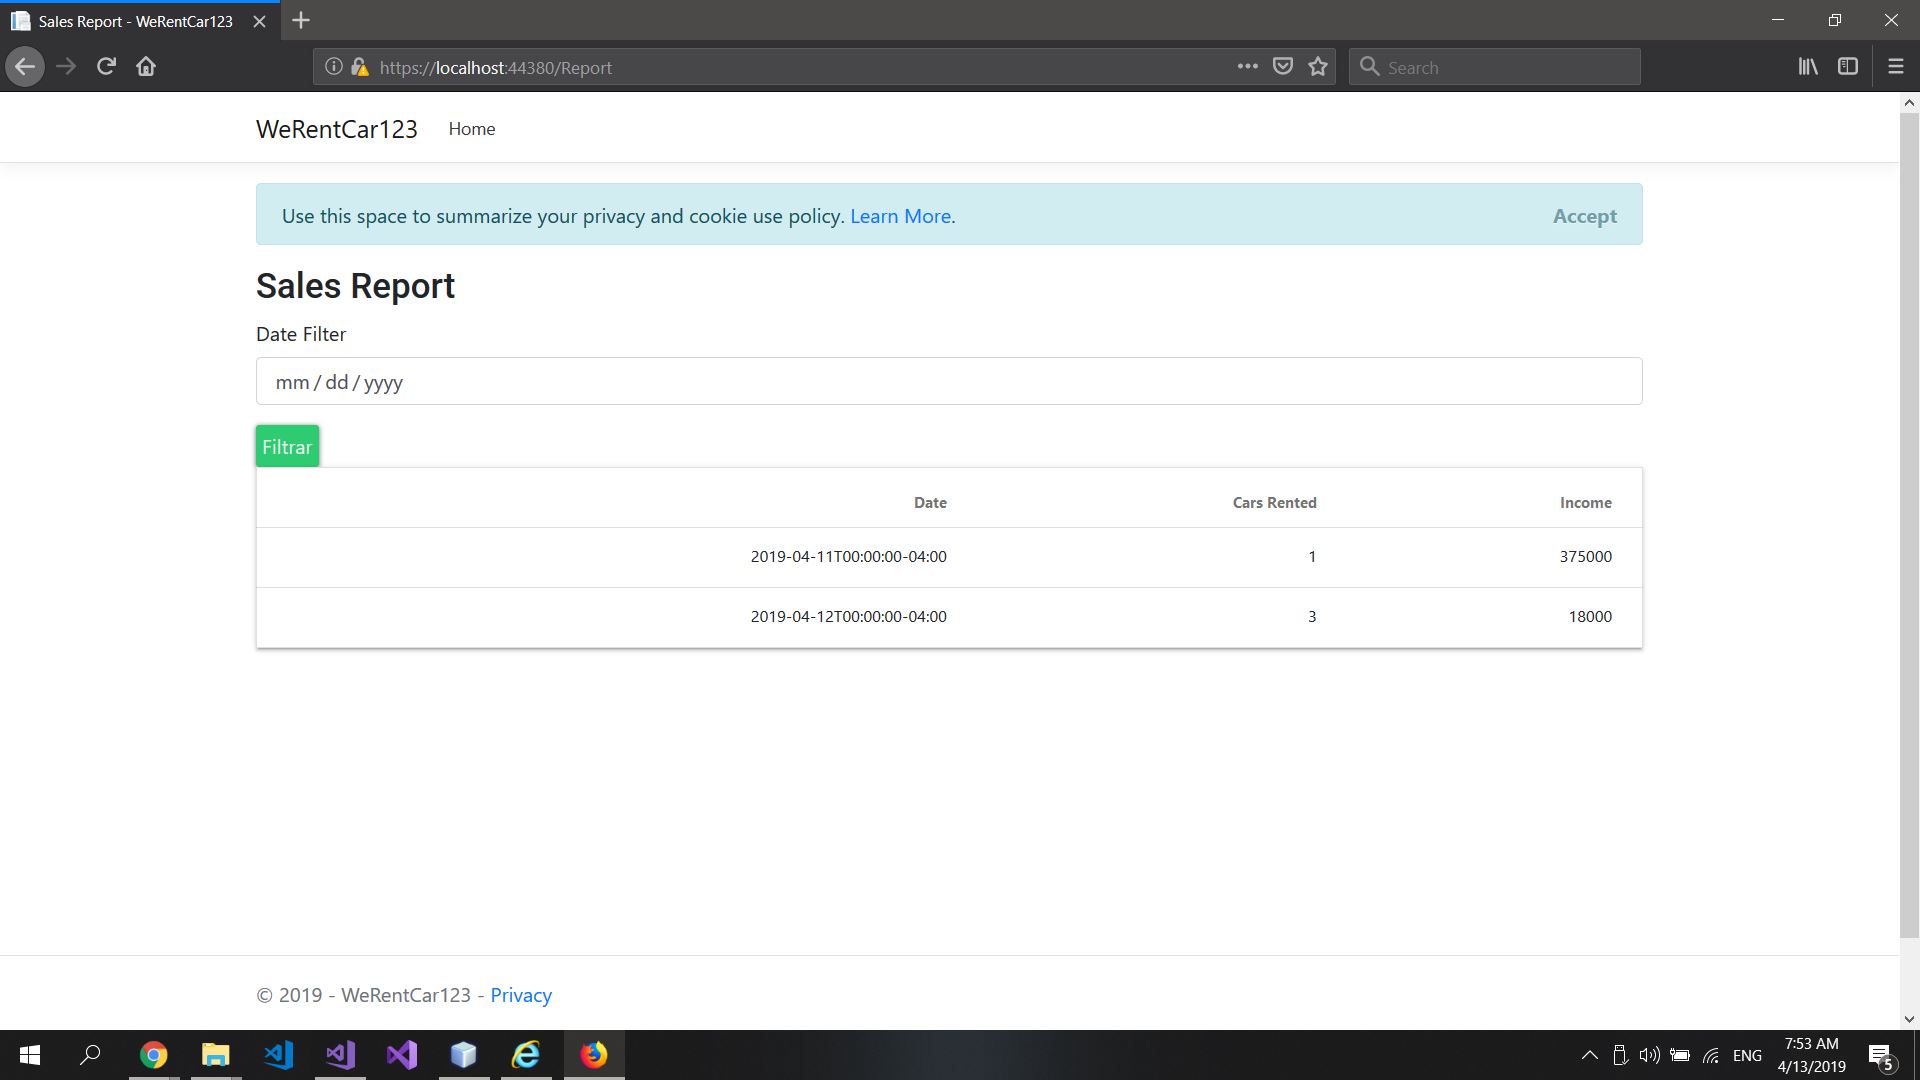 Sales Report - WeRentCar123
https://localhost:44380/Report
Search
WeRentCar123 Home
Use this space to summarize your privacy and cookie use policy. Learn More. Accept
Sales Report
Date Filter
mm / dd / yyyy
Filtrar
Date Cars Rented Income
2019-04-11T00:00:00-04:00 1 375000
2019-04-12T00:00:00-04:00 3 18000
© 2019 - WeRentCar123 - Privacy
ENG
7:53 AM
4/13/2019
5